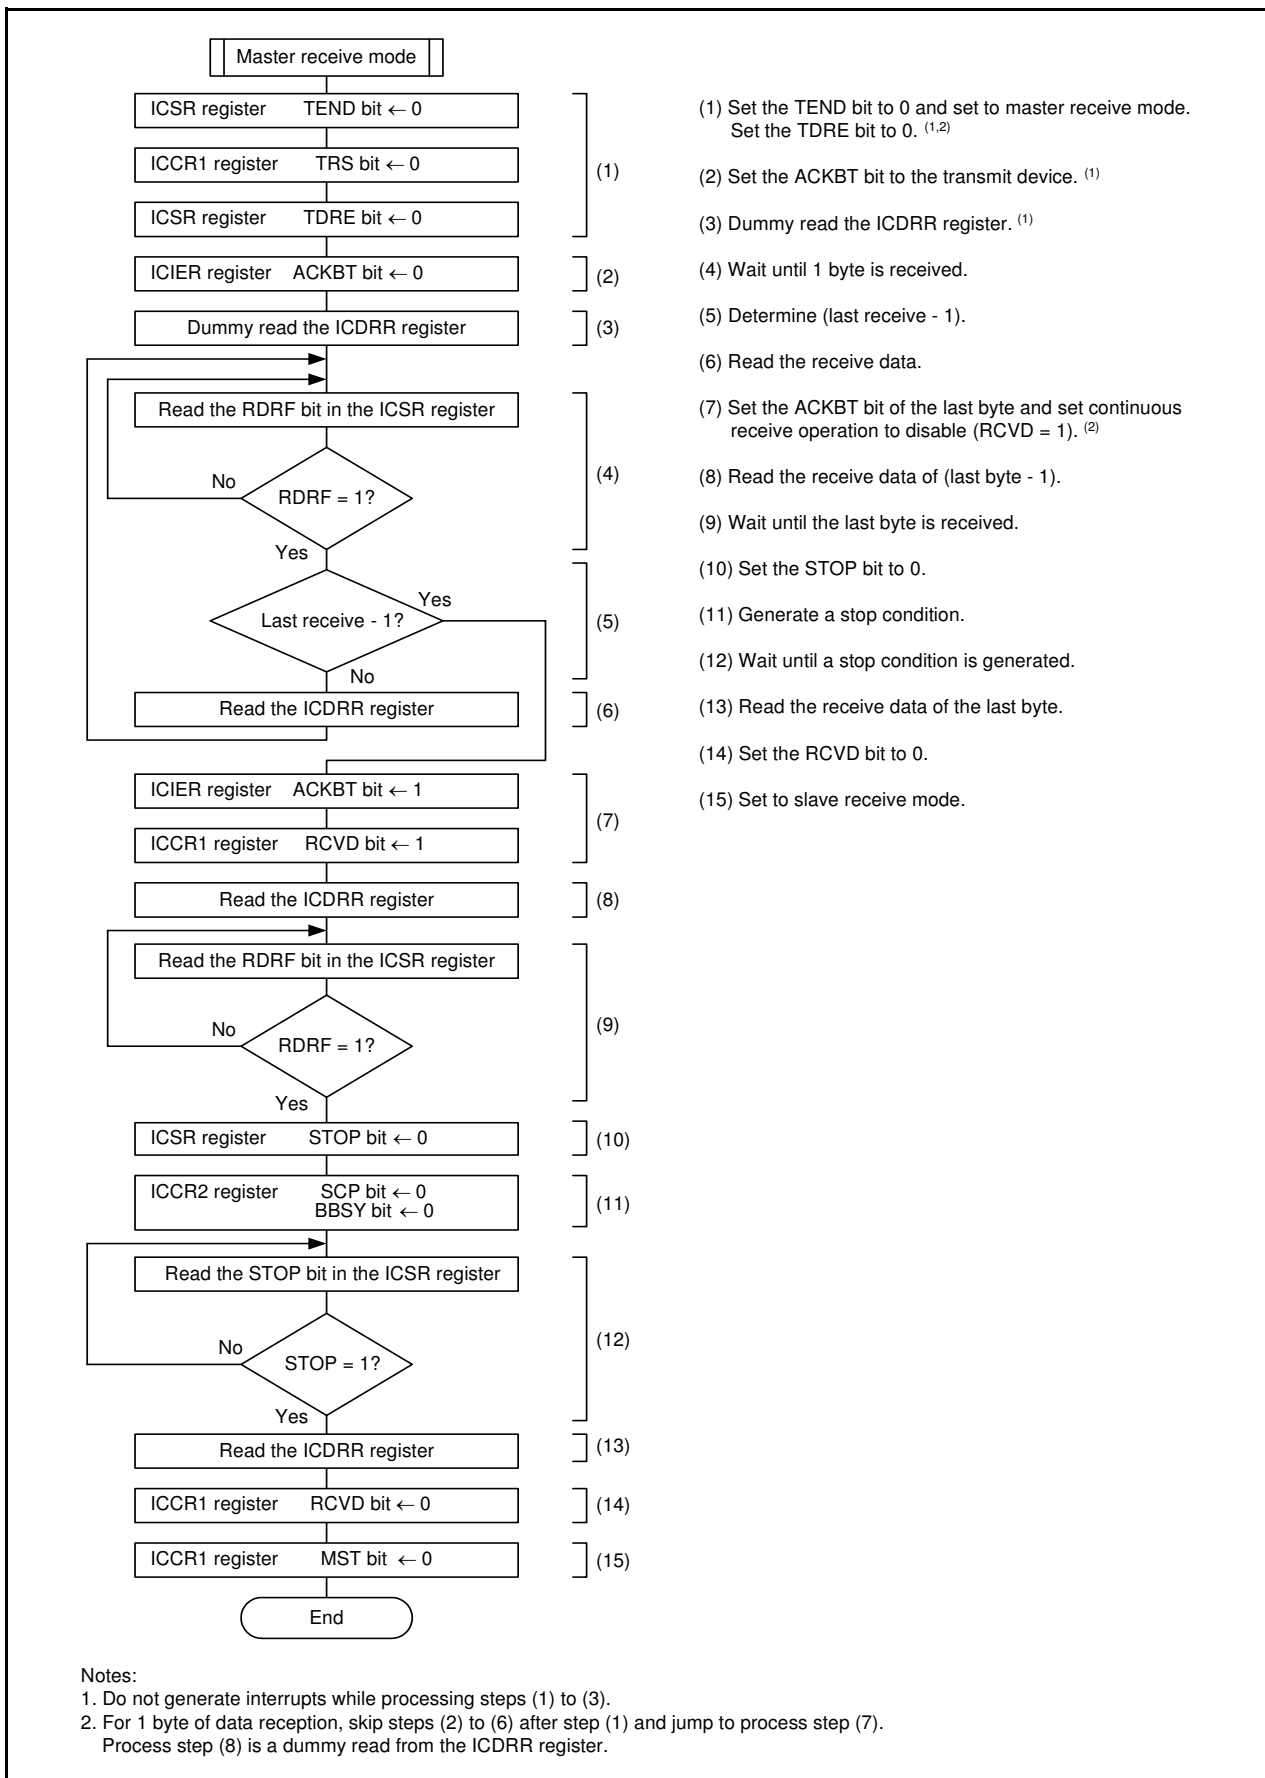 Master receive mode
ICSR register TEND bit ← 0
ICCR1 register TRS bit ← 0
ICSR register TDRE bit ← 0
(1)
ICIER register ACKBT bit ← 0
(2)
Dummy read the ICDRR register
(3)
Read the RDRF bit in the ICSR register
RDRF = 1?
No
Yes
(4)
Last receive - 1?
Yes
No
(5)
Read the ICDRR register
(6)
ICIER register ACKBT bit ← 1
ICCR1 register RCVD bit ← 1
(7)
Read the ICDRR register
(8)
Read the RDRF bit in the ICSR register
No
RDRF = 1?
Yes
(9)
ICSR register STOP bit ← 0
(10)
ICCR2 register SCP bit ← 0
BBSY bit ← 0
(11)
Read the STOP bit in the ICSR register
No
STOP = 1?
Yes
(12)
Read the ICDRR register
(13)
ICCR1 register RCVD bit ← 0
(14)
ICCR1 register MST bit ← 0
(15)
End
(1) Set the TEND bit to 0 and set to master receive mode.
Set the TDRE bit to 0. (1,2)
(2) Set the ACKBT bit to the transmit device. (1)
(3) Dummy read the ICDRR register. (1)
(4) Wait until 1 byte is received.
(5) Determine (last receive - 1).
(6) Read the receive data.
(7) Set the ACKBT bit of the last byte and set continuous
receive operation to disable (RCVD = 1). (2)
(8) Read the receive data of (last byte - 1).
(9) Wait until the last byte is received.
(10) Set the STOP bit to 0.
(11) Generate a stop condition.
(12) Wait until a stop condition is generated.
(13) Read the receive data of the last byte.
(14) Set the RCVD bit to 0.
(15) Set to slave receive mode.
Notes:
1. Do not generate interrupts while processing steps (1) to (3).
2. For 1 byte of data reception, skip steps (2) to (6) after step (1) and jump to process step (7).
Process step (8) is a dummy read from the ICDRR register.